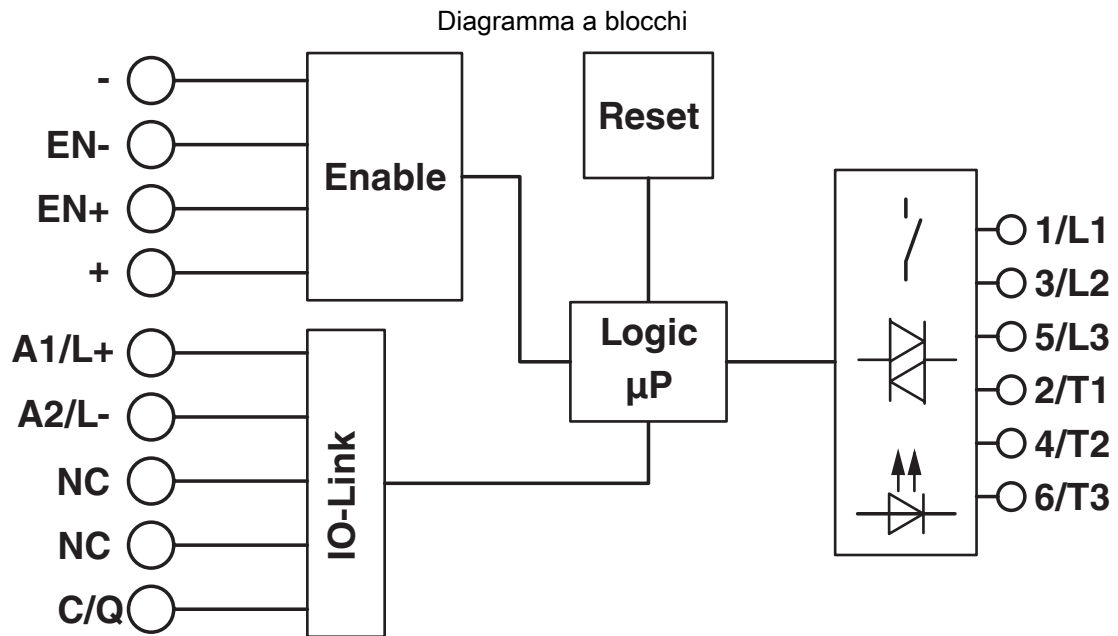 Diagramma a blocchi
-
EN-
EN+
+
Enable
Reset
A1/L+
A2/L-
NC
NC
C/Q
IO-Link
Logic
µP
1/L1
3/L2
5/L3
2/T1
4/T2
6/T3